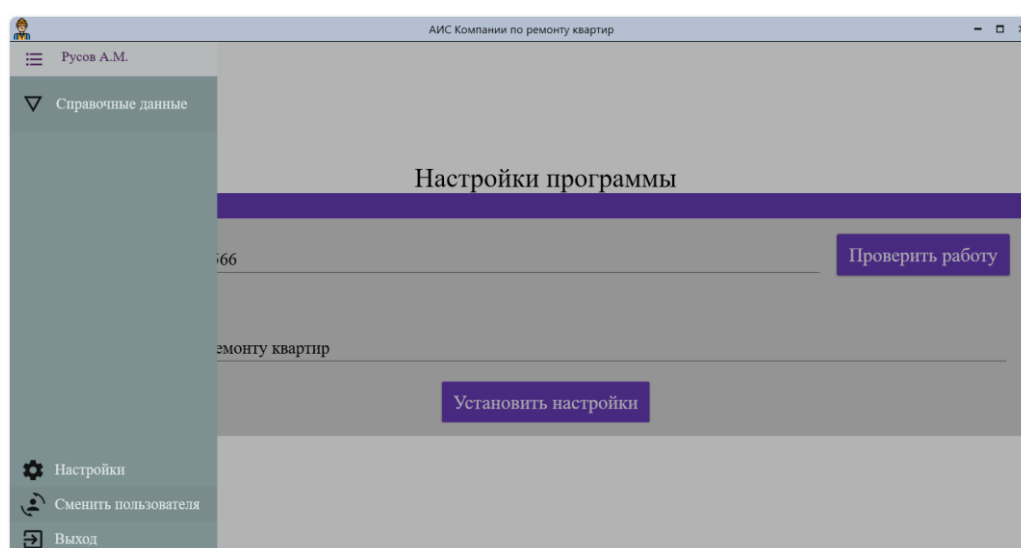 АИС Компании по ремонту квартир
Русов А.М.
Справочные данные
Настройки программы
566
Проверить работу
емонту квартир
Установить настройки
Настройки
Сменить пользователя
Выход